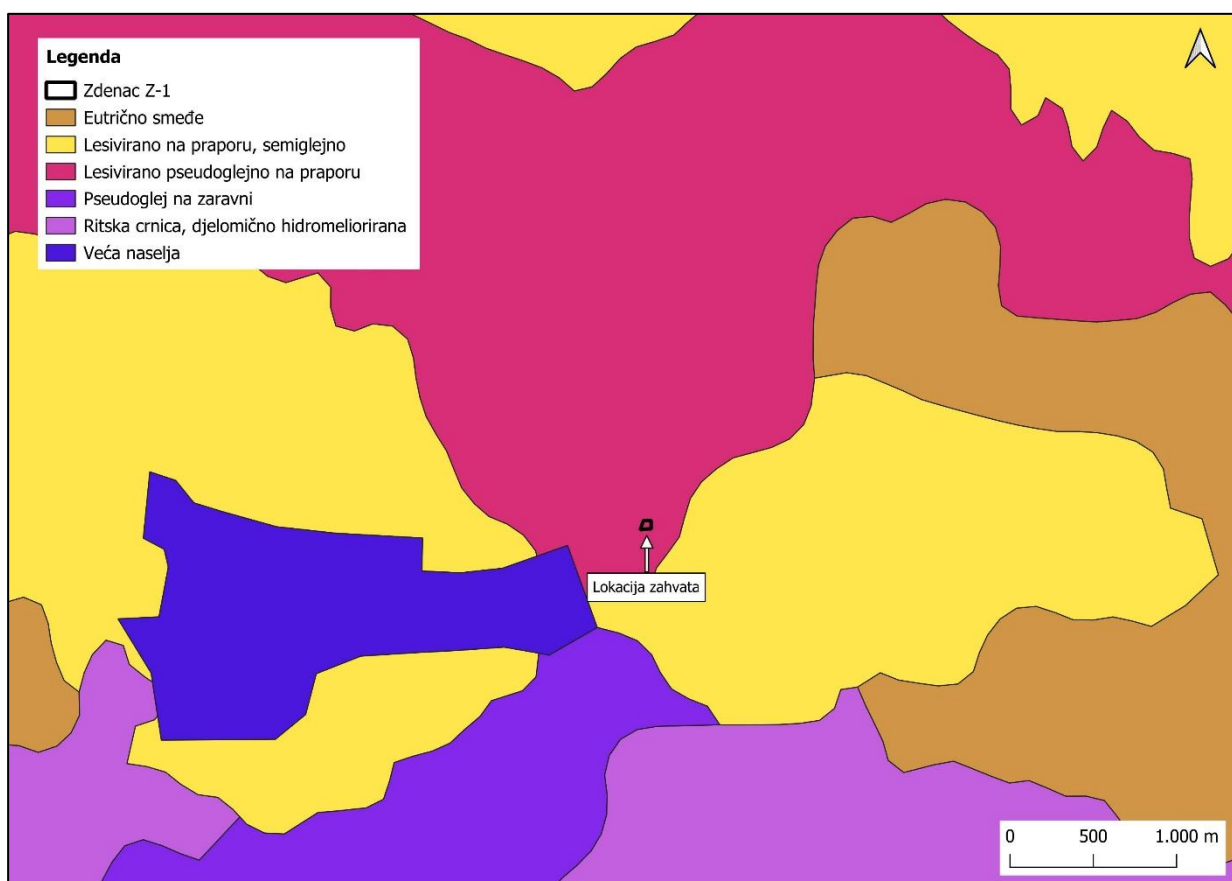 Legenda
Zdenac Z-1
Eutrično smeđe
Lesivirano na praporu, semiglejno
Lesivirano pseudoglejno na praporu
Pseudoglej na zaravni
Ritska crnica, djelomično hidromeliorirana
Veća naselja
Lokacija zahvata
0 500 1.000 m